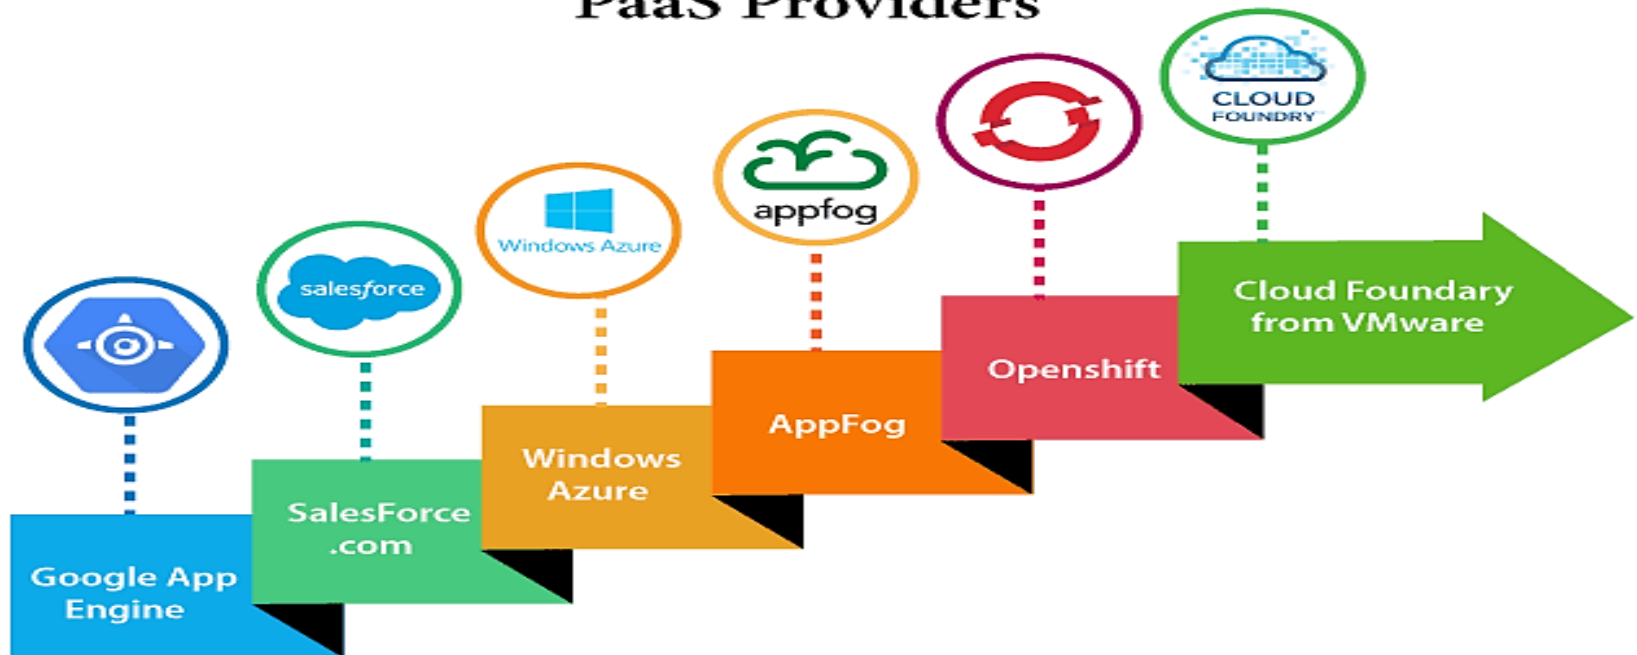 PaaS Providers
CLOUD
FOUNDRY
appfog
Windows Azure
salesforce
Cloud Foundary
from VMware
Openshift
AppFog
Windows
Azure
SalesForce
.com
Google App
Engine